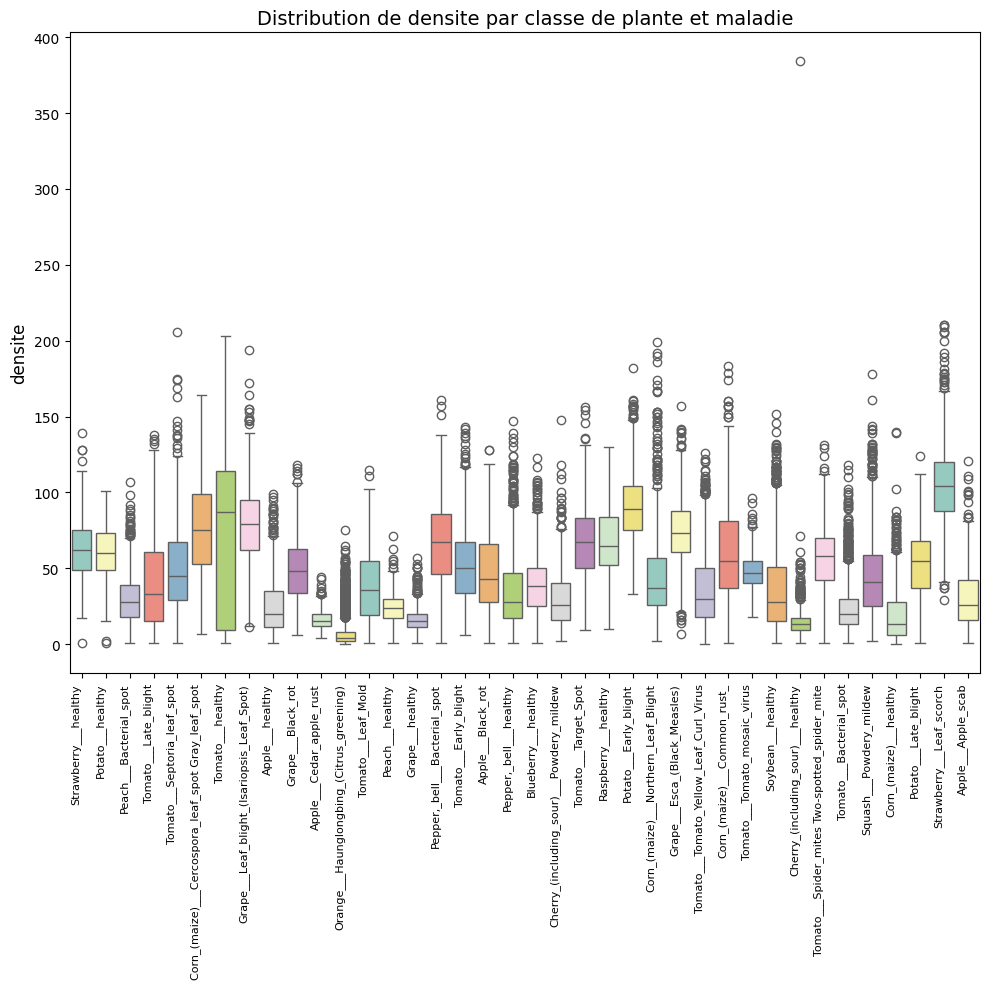 Distribution de densite par classe de plante et maladie
densite
400
350
300
250
200
150
100
50
0
Strawberry___healthy
Potato___healthy
Peach___Bacterial_spot
Tomato___Late_blight
Tomato___Septoria_leaf_spot
Corn_(maize)___Cercospora_leaf_spot Gray_leaf_spot
Tomato___healthy
Grape___Leaf_blight_(Isariopsis_Leaf_Spot)
Apple___healthy
Grape___Black_rot
Apple___Cedar_apple_rust
Orange___Haunglongbing_(Citrus_greening)
Tomato___Leaf_Mold
Peach___healthy
Grape___healthy
Pepper,_bell___Bacterial_spot
Tomato___Early_blight
Apple___Black_rot
Pepper,_bell___healthy
Blueberry___healthy
Cherry_(including_sour)___Powdery_mildew
Tomato___Target_Spot
Raspberry___healthy
Potato___Early_blight
Corn_(maize)___Northern_Leaf_Blight
Grape___Esca_(Black_Measles)
Tomato___Tomato_Yellow_Leaf_Curl_Virus
Corn_(maize)___Common_rust_
Tomato___Tomato_mosaic_virus
Soybean___healthy
Cherry_(including_sour)___healthy
Tomato___Spider_mites Two-spotted_spider_mite
Tomato___Bacterial_spot
Squash___Powdery_mildew
Corn_(maize)___healthy
Potato___Late_blight
Strawberry___Leaf_scorch
Apple___Apple_scab